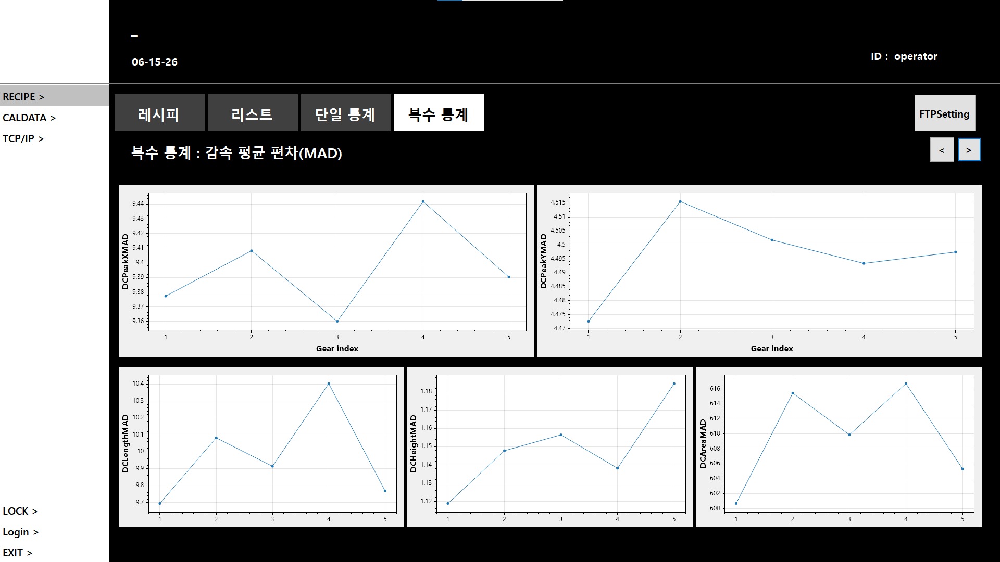 -
06-15-26
ID : operator
RECIPE >
CALDATA >
TCP/IP >
LOCK >
Login >
EXIT >
레시피
리스트
단일 통계
복수 통계
FTPSetting
복수 통계 : 감속 평균 편차(MAD)
<
>
DCPeakXMAD
9.44
9.43
9.42
9.41
9.4
9.39
9.38
9.37
9.36
1 2 3 4 5
Gear index
DCPeakYMAD
4.515
4.51
4.505
4.5
4.495
4.49
4.485
4.48
4.475
4.47
1 2 3 4 5
Gear index
DCLengthMAD
10.4
10.3
10.2
10.1
10
9.9
9.8
9.7
1 2 3 4 5
DCHeightMAD
1.18
1.17
1.16
1.15
1.14
1.13
1.12
1 2 3 4 5
DCAreaMAD
616
614
612
610
608
606
604
602
600
1 2 3 4 5